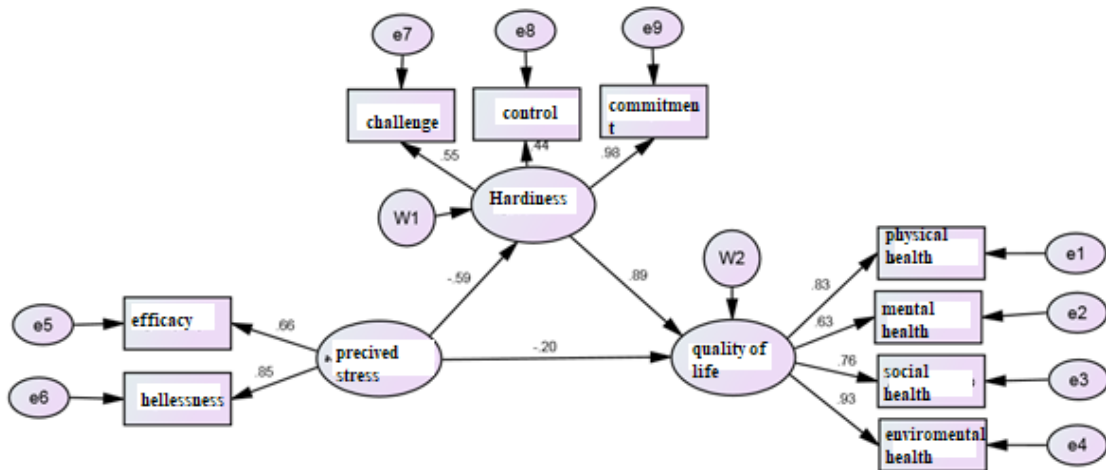 e7
e8
e9
challenge
control
commitmen
t
.55
.44
.98
Hardiness
W1
W2
physical
health
e1
-.59
.89
.83
mental
health
e2
.63
e5
efficacy
.66
precived
stress
-.20
quality of
life
.76
social
health
e3
e6
hellessness
.85
.93
enviromental
health
e4